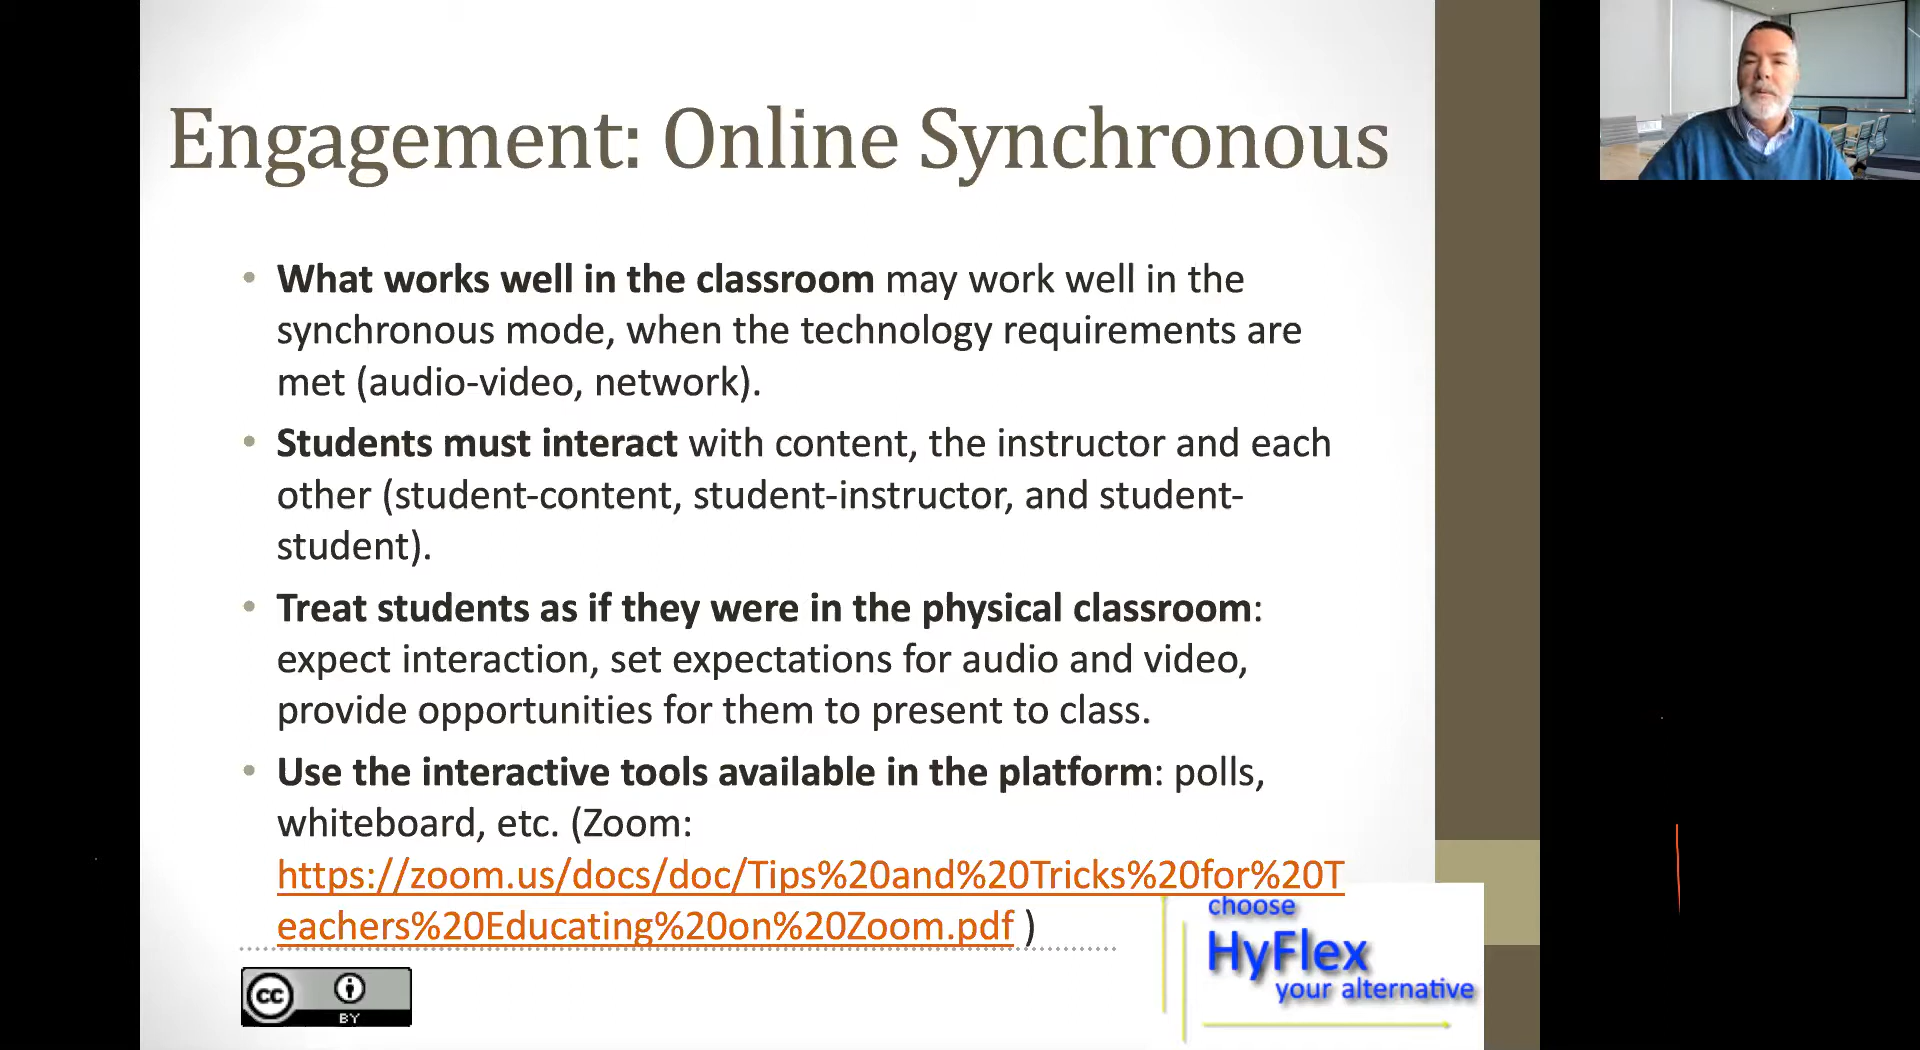 Engagement: Online Synchronous
• What works well in the classroom may work well in the
synchronous mode, when the technology requirements are
met (audio-video, network).
• Students must interact with content, the instructor and each
other (student-content, student-instructor, and student-
student).
• Treat students as if they were in the physical classroom:
expect interaction, set expectations for audio and video,
provide opportunities for them to present to class.
• Use the interactive tools available in the platform: polls,
whiteboard, etc. (Zoom:
https://zoom.us/docs/doc/Tips%20and%20Tricks%20for%20T
eachers%20Educating%20on%20Zoom.pdf )
cc
BY
choose
HyFlex
your alternative